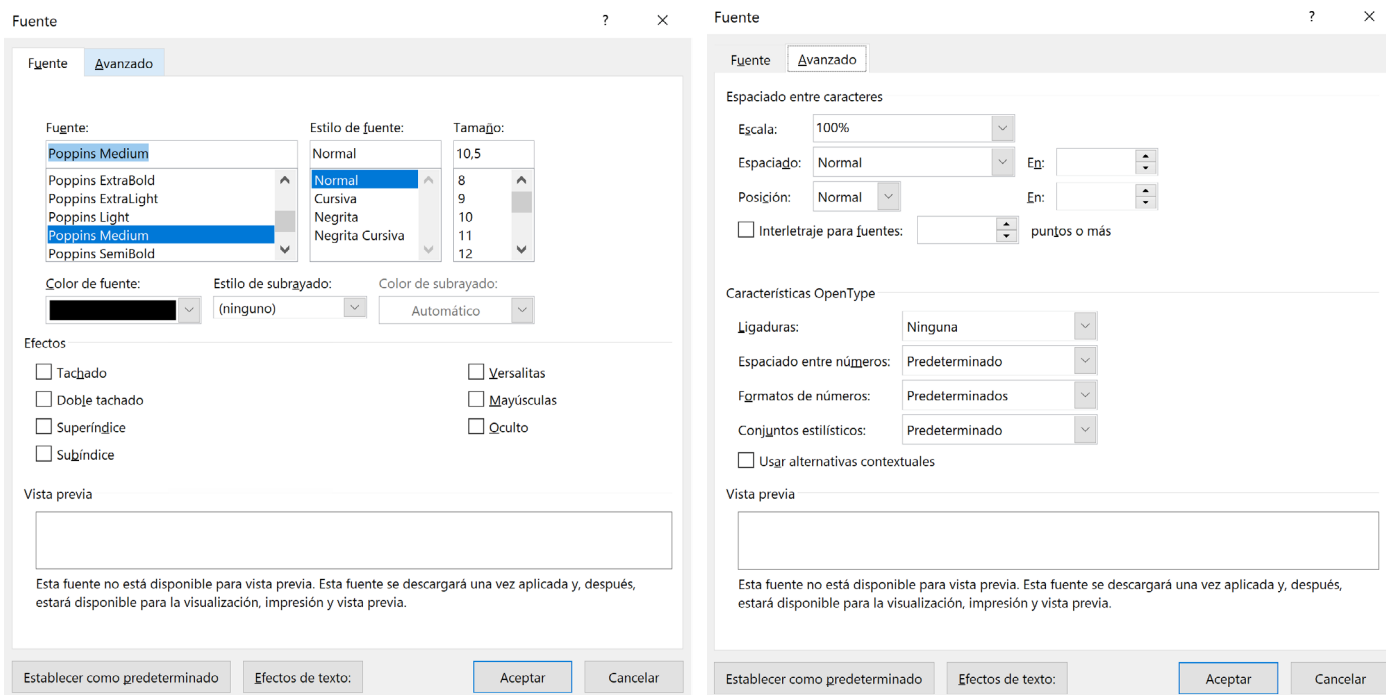 Fuente ? ×
Fuente Avanzado
Fuente: Estilo de fuente: Tamaño:
Poppins Medium Normal 10,5
Poppins ExtraBold Normal 8
Poppins ExtraLight Cursiva 9
Poppins Light Negrita 10
Poppins Medium Negrita Cursiva 11
Poppins SemiBold 12
Color de fuente: Estilo de subrayado: Color de subrayado:
(ninguno) Automático
Efectos
Tachado Versalitas
Doble tachado Mayúsculas
Superíndice Oculto
Subíndice
Vista previa
Esta fuente no está disponible para vista previa. Esta fuente se descargará una vez aplicada y, después,
estará disponible para la visualización, impresión y vista previa.
Establecer como predeterminado Efectos de texto: Aceptar Cancelar
Fuente ? ×
Fuente Avanzado
Espaciado entre caracteres
Escala: 100%
Espaciado: Normal En:
Posición: Normal En:
Interletraje para fuentes: puntos o más
Características OpenType
Ligaduras: Ninguna
Espaciado entre números: Predeterminado
Formatos de números: Predeterminados
Conjuntos estilísticos: Predeterminado
Usar alternativas contextuales
Vista previa
Esta fuente no está disponible para vista previa. Esta fuente se descargará una vez aplicada y, después,
estará disponible para la visualización, impresión y vista previa.
Establecer como predeterminado Efectos de texto: Aceptar Cancelar